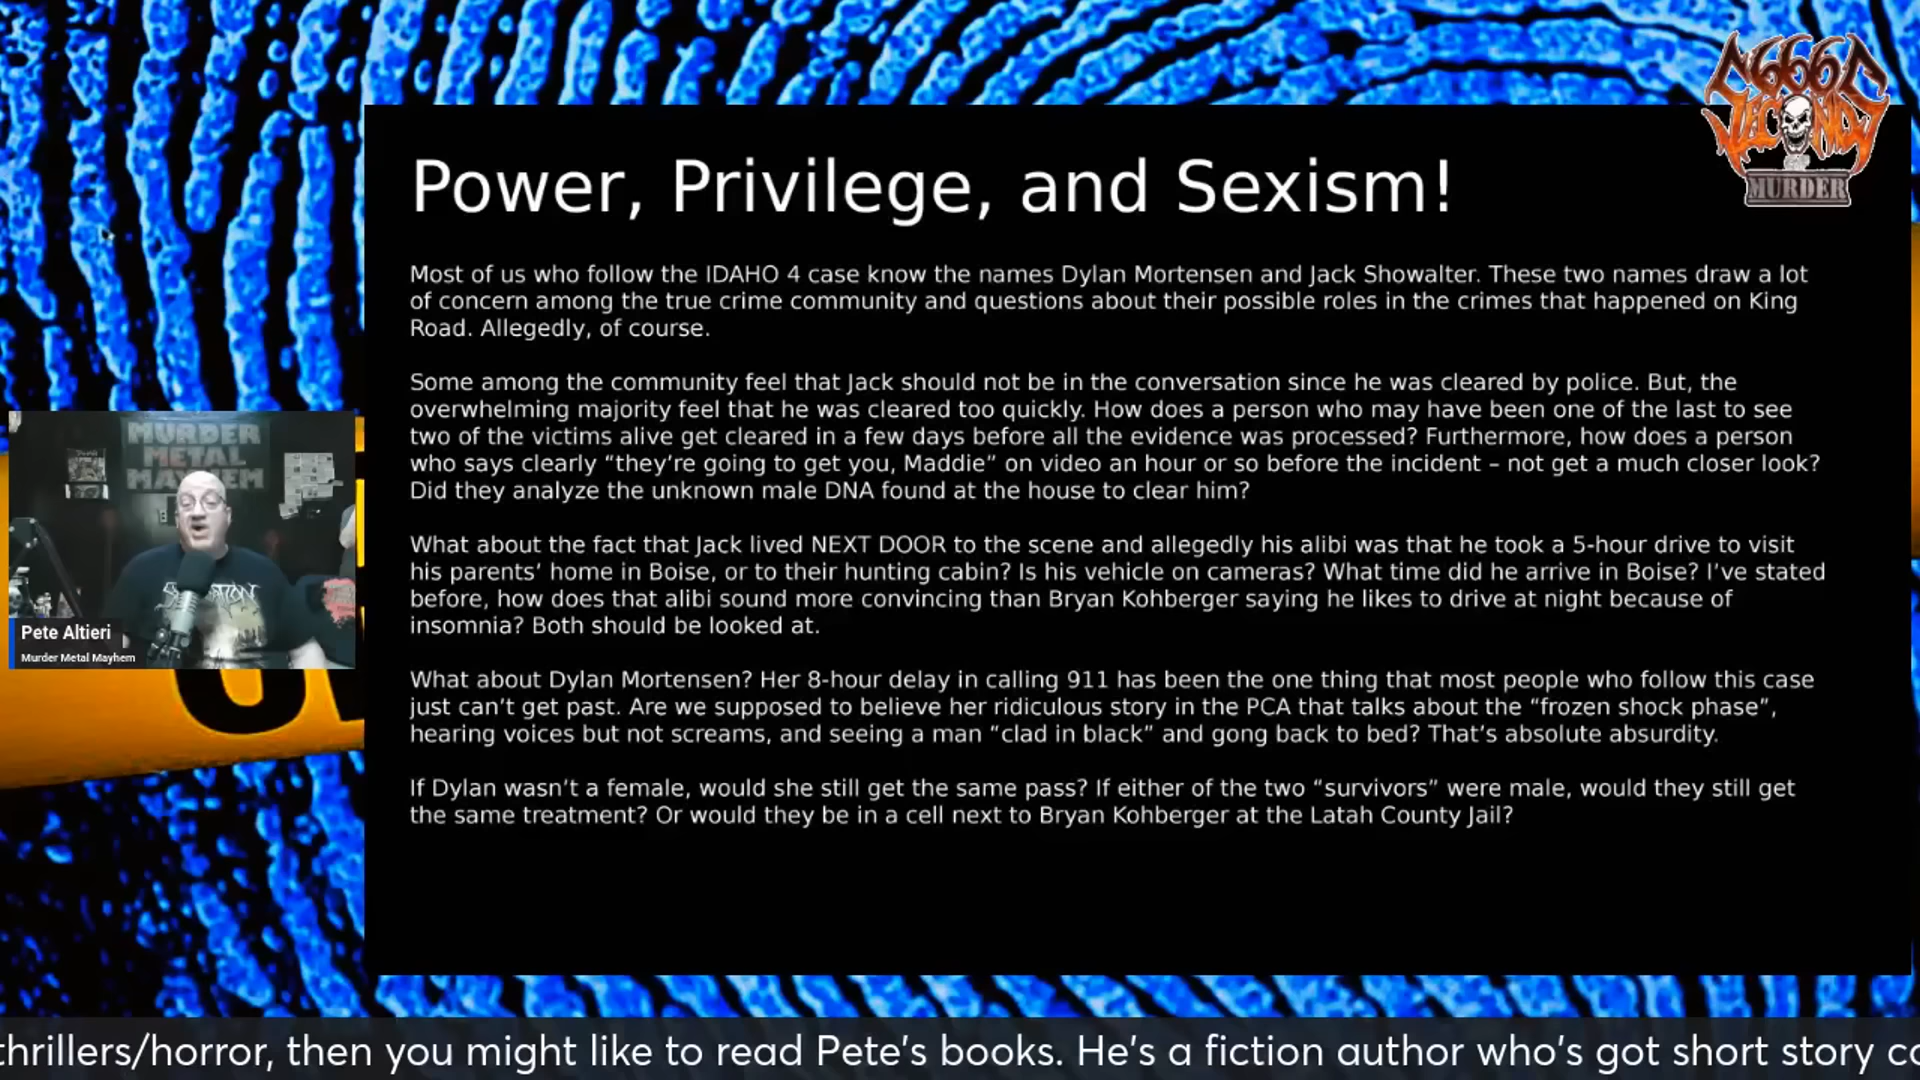 6666
SECONDS
MURDER
Power, Privilege, and Sexism!
Most of us who follow the IDAHO 4 case know the names Dylan Mortensen and Jack Showalter. These two names draw a lot
of concern among the true crime community and questions about their possible roles in the crimes that happened on King
Road. Allegedly, of course.
Some among the community feel that Jack should not be in the conversation since he was cleared by police. But, the
overwhelming majority feel that he was cleared too quickly. How does a person who may have been one of the last to see
two of the victims alive get cleared in a few days before all the evidence was processed? Furthermore, how does a person
who says clearly “they’re going to get you, Maddie” on video an hour or so before the incident – not get a much closer look?
Did they analyze the unknown male DNA found at the house to clear him?
What about the fact that Jack lived NEXT DOOR to the scene and allegedly his alibi was that he took a 5-hour drive to visit
his parents’ home in Boise, or to their hunting cabin? Is his vehicle on cameras? What time did he arrive in Boise? I’ve stated
before, how does that alibi sound more convincing than Bryan Kohberger saying he likes to drive at night because of
insomnia? Both should be looked at.
What about Dylan Mortensen? Her 8-hour delay in calling 911 has been the one thing that most people who follow this case
just can’t get past. Are we supposed to believe her ridiculous story in the PCA that talks about the “frozen shock phase”,
hearing voices but not screams, and seeing a man “clad in black” and gong back to bed? That’s absolute absurdity.
If Dylan wasn’t a female, would she still get the same pass? If either of the two “survivors” were male, would they still get
the same treatment? Or would they be in a cell next to Bryan Kohberger at the Latah County Jail?
MURDER
METAL
MAYHEM
Pete Altieri
Murder Metal Mayhem
thrillers/horror, then you might like to read Pete’s books. He’s a fiction author who’s got short story co